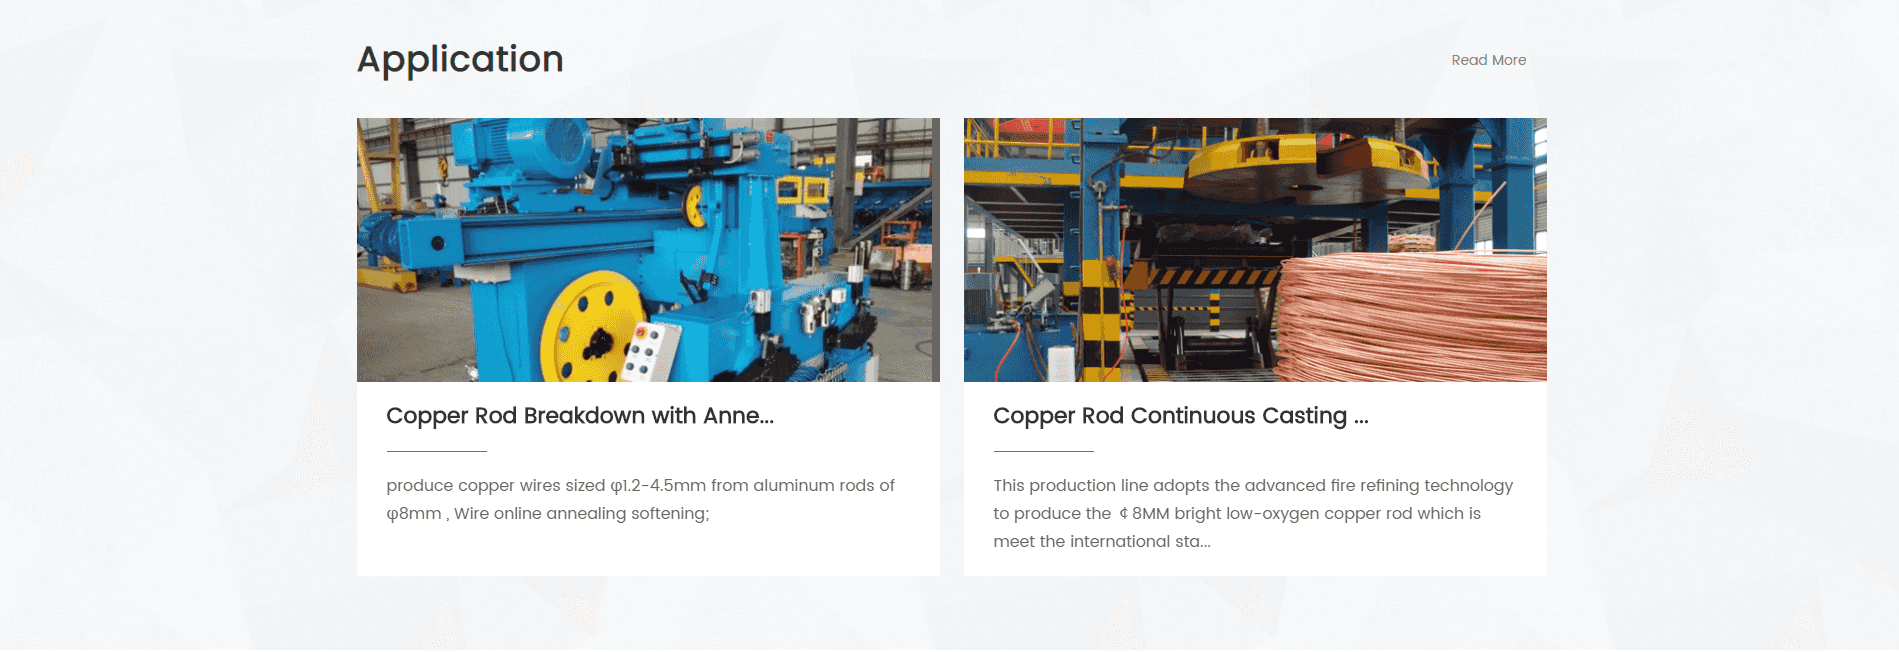 Application
Read More
Copper Rod Breakdown with Anne...
produce copper wires sized φ1.2-4.5mm from aluminum rods of
φ8mm , Wire online annealing softening;
Copper Rod Continuous Casting ...
This production line adopts the advanced fire refining technology
to produce the ￠8MM bright low-oxygen copper rod which is
meet the international sta...